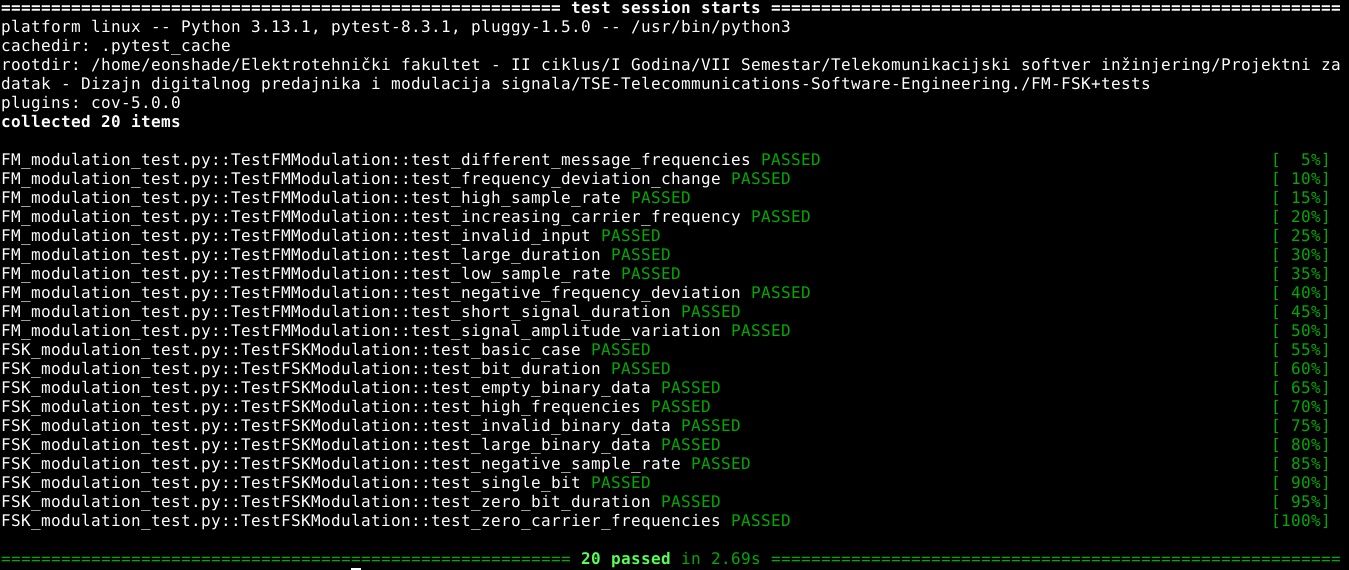 ======================================================== test session starts =========================================================
platform linux -- Python 3.13.1, pytest-8.3.1, pluggy-1.5.0 -- /usr/bin/python3
cachedir: .pytest_cache
rootdir: /home/eonshade/Elektrotehnički fakultet - II ciklus/I Godina/VII Semestar/Telekomunikacijski softver inžinjering/Projektni za
datak - Dizajn digitalnog predajnika i modulacija signala/TSE-Telecommunications-Software-Engineering./FM-FSK+tests
plugins: cov-5.0.0
collected 20 items
FM_modulation_test.py::TestFMModulation::test_different_message_frequencies PASSED [  5%]
FM_modulation_test.py::TestFMModulation::test_frequency_deviation_change PASSED [ 10%]
FM_modulation_test.py::TestFMModulation::test_high_sample_rate PASSED [ 15%]
FM_modulation_test.py::TestFMModulation::test_increasing_carrier_frequency PASSED [ 20%]
FM_modulation_test.py::TestFMModulation::test_invalid_input PASSED [ 25%]
FM_modulation_test.py::TestFMModulation::test_large_duration PASSED [ 30%]
FM_modulation_test.py::TestFMModulation::test_low_sample_rate PASSED [ 35%]
FM_modulation_test.py::TestFMModulation::test_negative_frequency_deviation PASSED [ 40%]
FM_modulation_test.py::TestFMModulation::test_short_signal_duration PASSED [ 45%]
FM_modulation_test.py::TestFMModulation::test_signal_amplitude_variation PASSED [ 50%]
FSK_modulation_test.py::TestFSKModulation::test_basic_case PASSED [ 55%]
FSK_modulation_test.py::TestFSKModulation::test_bit_duration PASSED [ 60%]
FSK_modulation_test.py::TestFSKModulation::test_empty_binary_data PASSED [ 65%]
FSK_modulation_test.py::TestFSKModulation::test_high_frequencies PASSED [ 70%]
FSK_modulation_test.py::TestFSKModulation::test_invalid_binary_data PASSED [ 75%]
FSK_modulation_test.py::TestFSKModulation::test_large_binary_data PASSED [ 80%]
FSK_modulation_test.py::TestFSKModulation::test_negative_sample_rate PASSED [ 85%]
FSK_modulation_test.py::TestFSKModulation::test_single_bit PASSED [ 90%]
FSK_modulation_test.py::TestFSKModulation::test_zero_bit_duration PASSED [ 95%]
FSK_modulation_test.py::TestFSKModulation::test_zero_carrier_frequencies PASSED [100%]
========================================================= 20 passed in 2.69s =========================================================